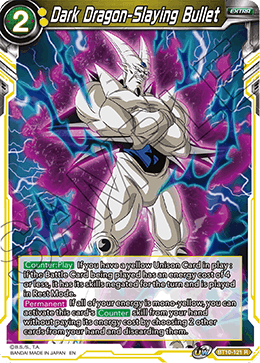 Dark Dragon-Slaying Bullet
EXTRA
2
Counter:Play If you have a yellow Unison Card in play :
if the Battle Card being played has an energy cost of 4
or less, it has its skills negated for the turn and is played
in Rest Mode.
Permanent If all of your energy is mono-yellow, you can
activate this card's Counter skill from your hand
without paying its energy cost by choosing 2 other
cards from your hand and discarding them.
©B.S./S., T.A.
BANDAI MADE IN JAPAN EN
BT10-121 R